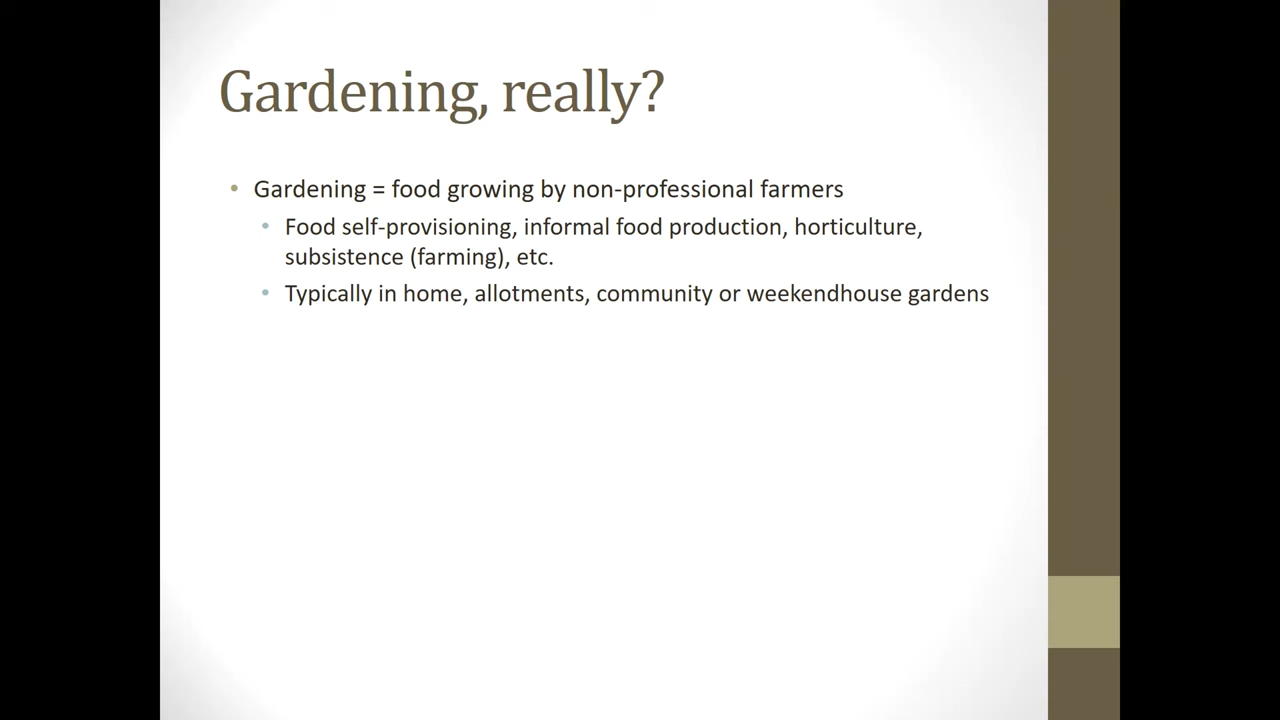 Gardening, really?
• Gardening = food growing by non-professional farmers
• Food self-provisioning, informal food production, horticulture,
subsistence (farming), etc.
• Typically in home, allotments, community or weekendhouse gardens